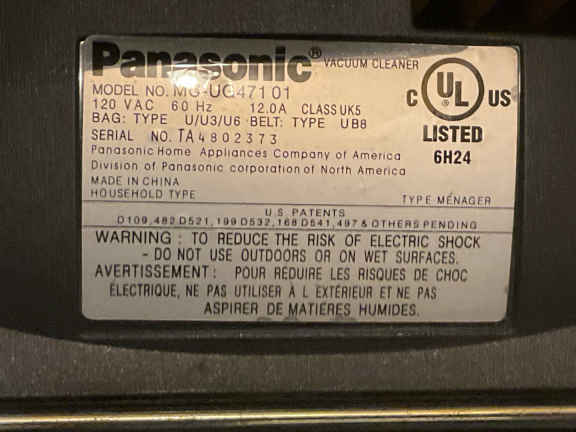 Panasonic® VACUUM CLEANER
MODEL NO. MC-UG471 01
120 VAC 60 Hz 12.0A CLASS UK5
BAG: TYPE U/U3/U6 BELT: TYPE UB8
SERIAL NO. TA4802373
Panasonic Home Appliances Company of America
Division of Panasonic corporation of North America
MADE IN CHINA
HOUSEHOLD TYPE TYPE MÉNAGER
C UL ® US
LISTED
6H24
U.S. PATENTS
D109,482 D521,199 D532,168 D541,497 & OTHERS PENDING
WARNING : TO REDUCE THE RISK OF ELECTRIC SHOCK
- DO NOT USE OUTDOORS OR ON WET SURFACES.
AVERTISSEMENT : POUR RÉDUIRE LES RISQUES DE CHOC
ÉLECTRIQUE, NE PAS UTILISER À L EXTÉRIEUR ET NE PAS
ASPIRER DE MATIÈRES HUMIDES.